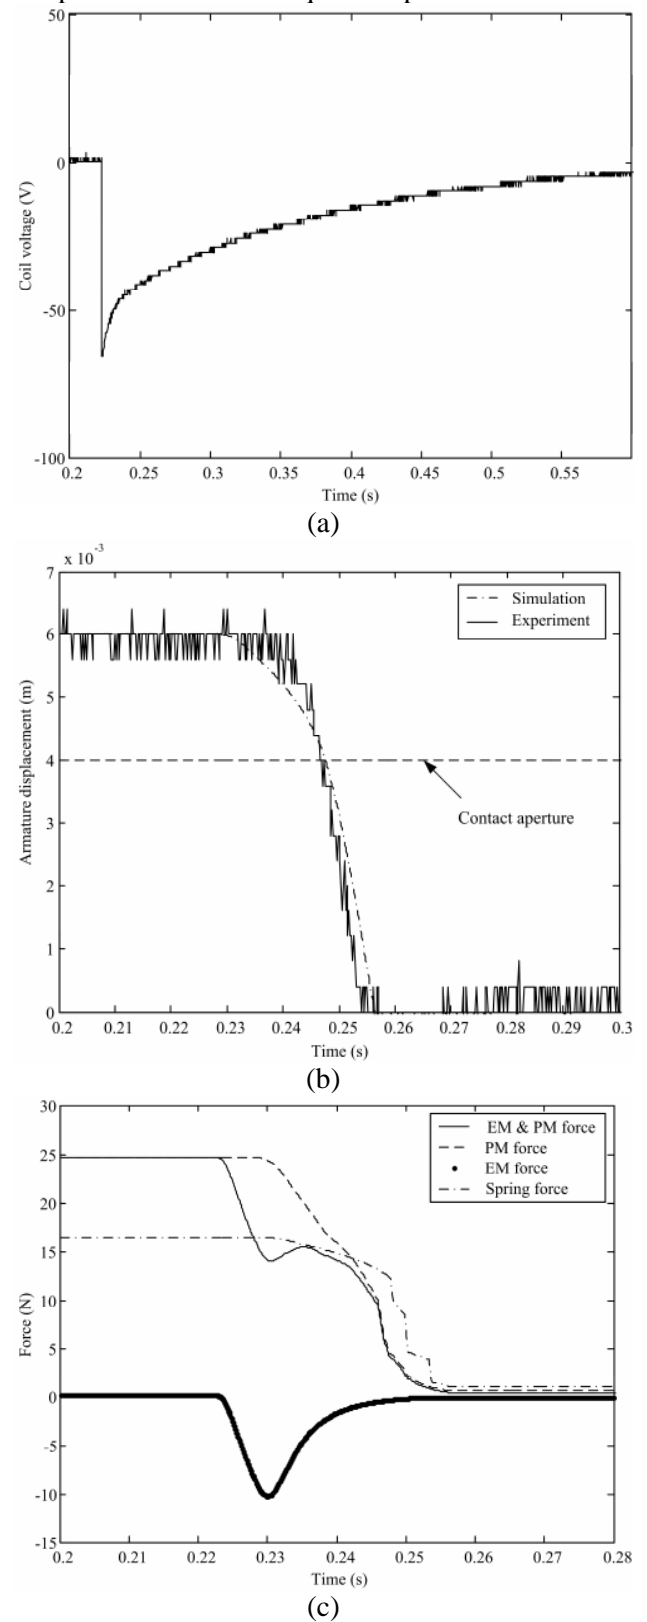 50
0
-50
-100
Coil voltage (V)
0.2 0.25 0.3 0.35 0.4 0.45 0.5 0.55
Time (s)
(a)
x 10-3
7
6
5
4
3
2
1
0
Armature displacement (m)
Simulation
Experiment
Contact aperture
0.2 0.21 0.22 0.23 0.24 0.25 0.26 0.27 0.28 0.29 0.3
Time (s)
(b)
30
25
20
15
10
5
0
-5
-10
-15
Force (N)
EM & PM force
PM force
EM force
Spring force
0.2 0.21 0.22 0.23 0.24 0.25 0.26 0.27 0.28
Time (s)
(c)